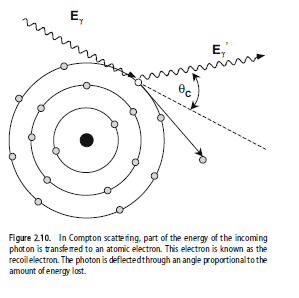 Eγ
Eγ'
θC
Figure 2.10. In Compton scattering, part of the energy of the incoming
photon is transferred to an atomic electron. This electron is known as the
recoil electron. The photon is deflected through an angle proportional to the
amount of energy lost.